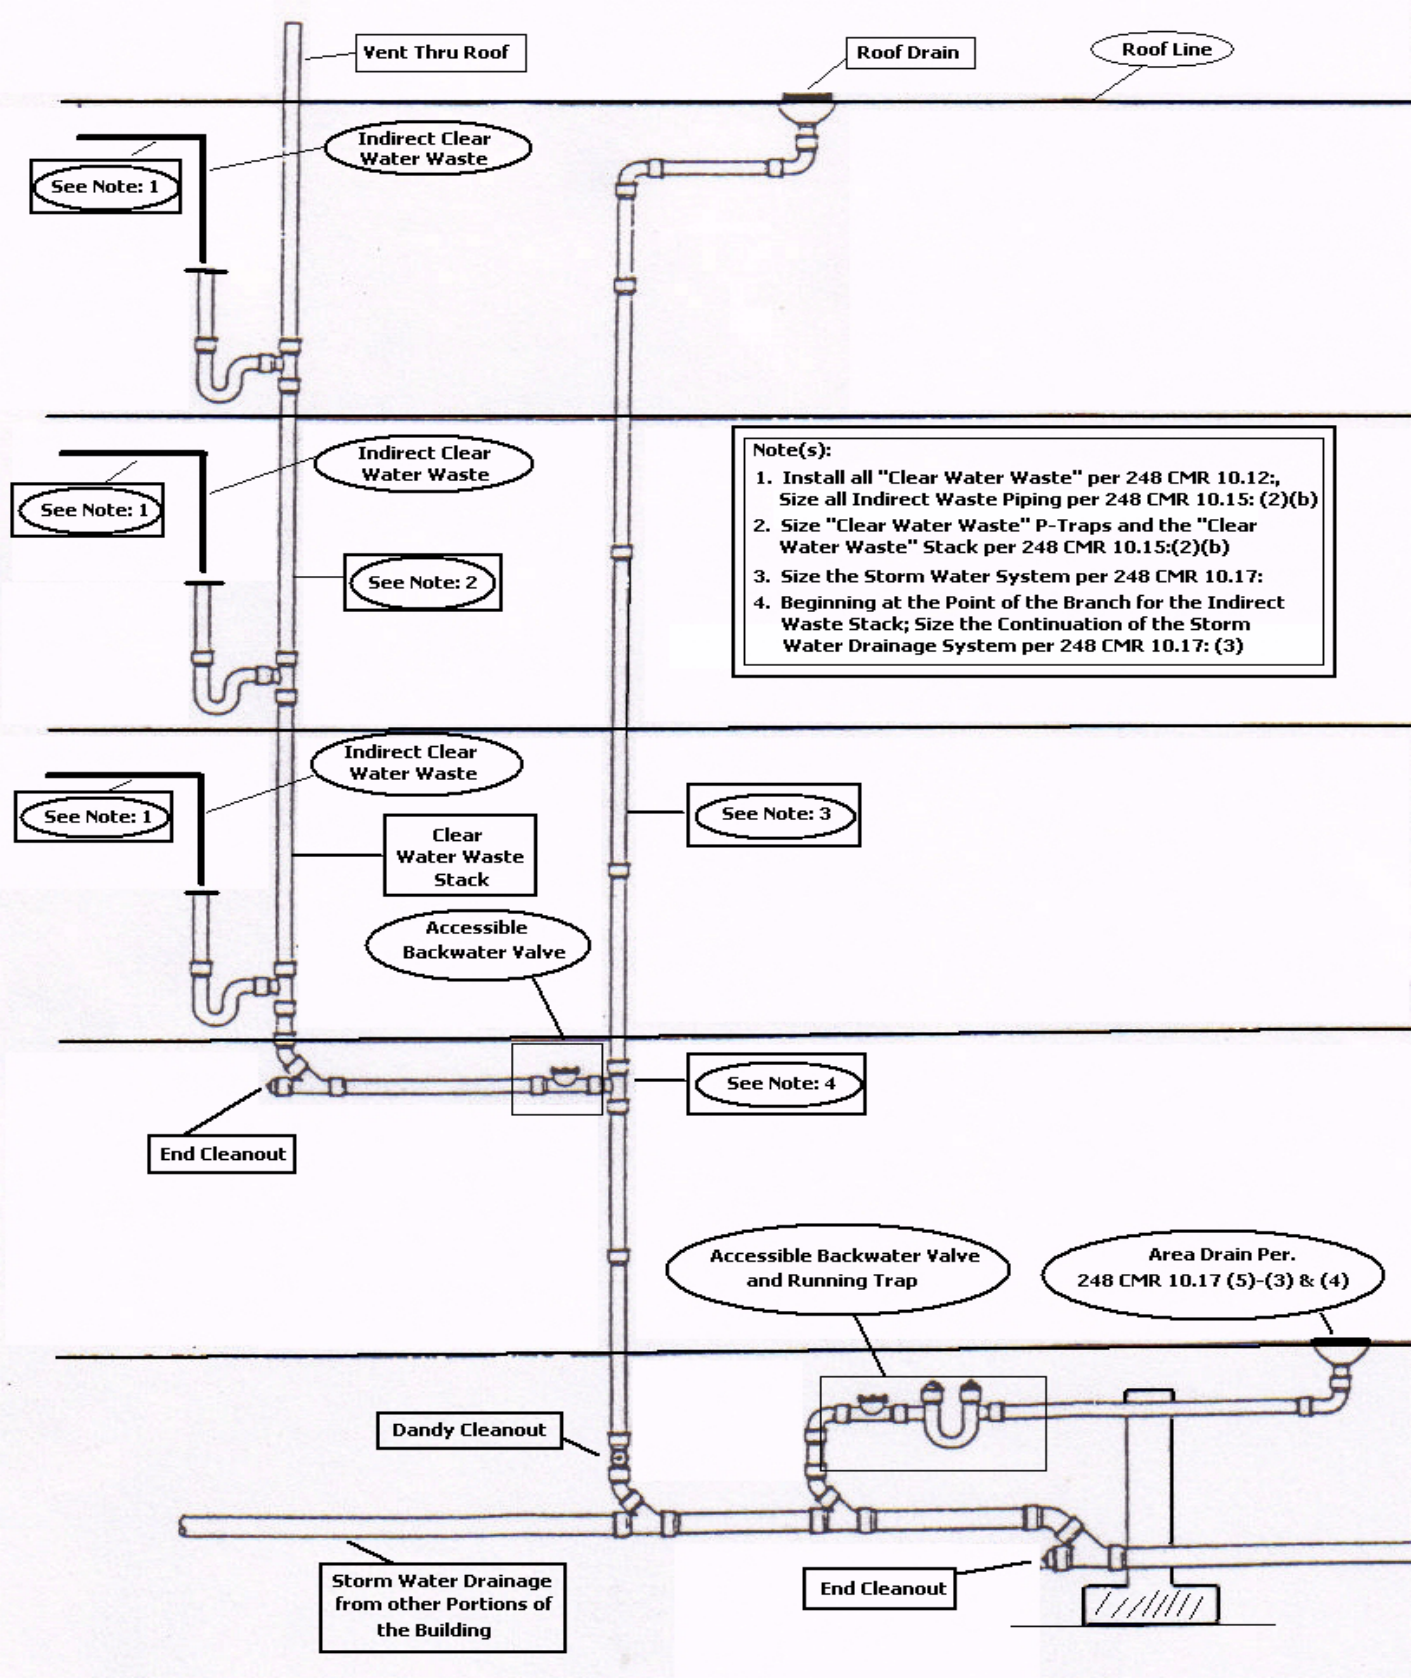 Vent Thru Roof
Roof Drain
Roof Line
Indirect Clear
Water Waste
See Note: 1
Indirect Clear
Water Waste
See Note: 1
Note(s):
1. Install all "Clear Water Waste" per 248 CMR 10.12:,
Size all Indirect Waste Piping per 248 CMR 10.15: (2)(b)
2. Size "Clear Water Waste" P-Traps and the "Clear
Water Waste" Stack per 248 CMR 10.15:(2)(b)
3. Size the Storm Water System per 248 CMR 10.17:
4. Beginning at the Point of the Branch for the Indirect
Waste Stack; Size the Continuation of the Storm
Water Drainage System per 248 CMR 10.17: (3)
See Note: 2
Indirect Clear
Water Waste
See Note: 1
See Note: 3
Clear
Water Waste
Stack
Accessible
Backwater Valve
See Note: 4
End Cleanout
Accessible Backwater Valve
and Running Trap
Area Drain Per.
248 CMR 10.17 (5)-(3) & (4)
Dandy Cleanout
Storm Water Drainage
from other Portions of
the Building
End Cleanout